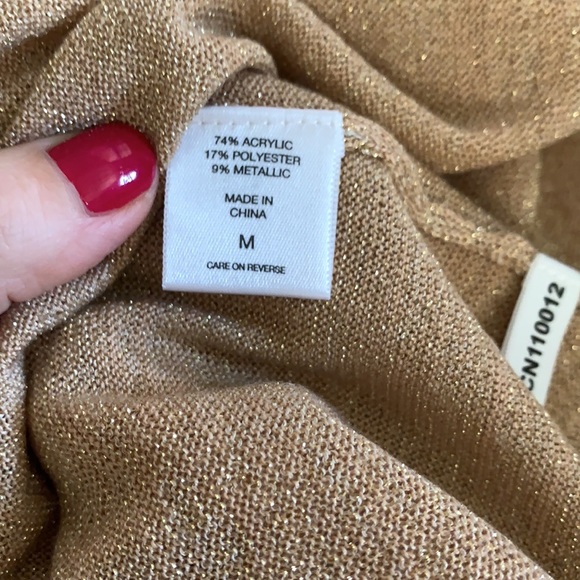 74% ACRYLIC
17% POLYESTER
9% METALLIC
MADE IN
CHINA
M
CARE ON REVERSE
CN110012